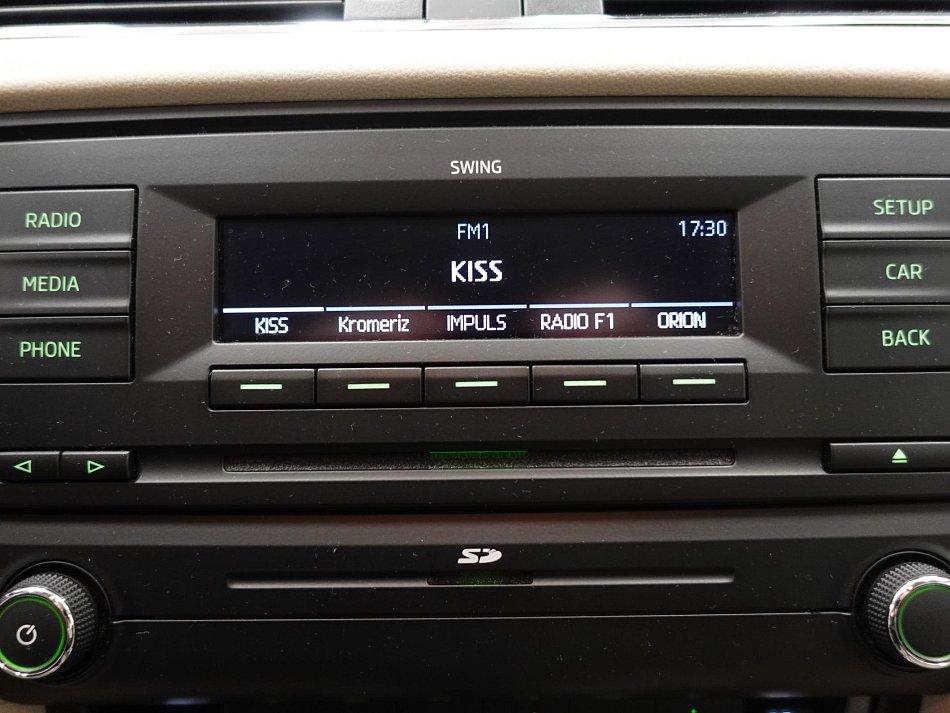 SWING
RADIO
MEDIA
PHONE
FM1
17:30
KISS
KISS Kromeriz IMPULS RADIO F1 ORION
SETUP
CAR
BACK
SD